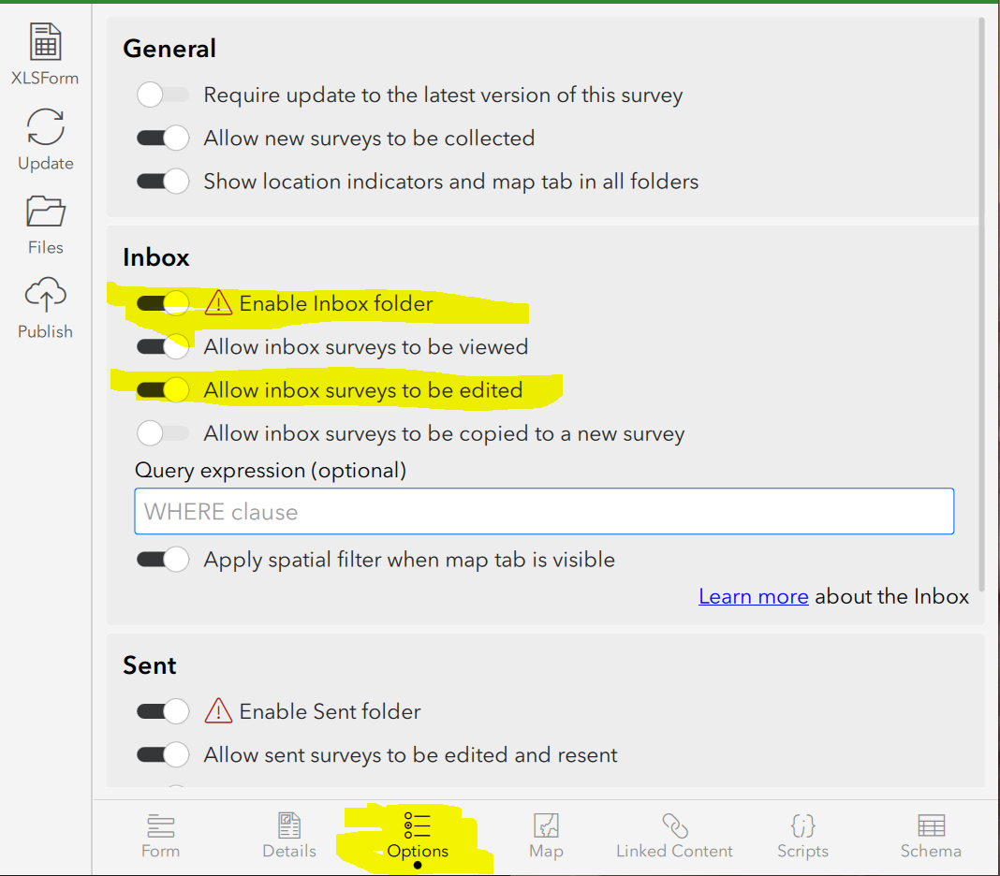 XLSForm
Update
Files
Publish
General
Require update to the latest version of this survey
Allow new surveys to be collected
Show location indicators and map tab in all folders
Inbox
Enable Inbox folder
Allow inbox surveys to be viewed
Allow inbox surveys to be edited
Allow inbox surveys to be copied to a new survey
Query expression (optional)
WHERE clause
Apply spatial filter when map tab is visible
Learn more about the Inbox
Sent
Enable Sent folder
Allow sent surveys to be edited and resent
Form
Details
Options
Map
Linked Content
Scripts
Schema